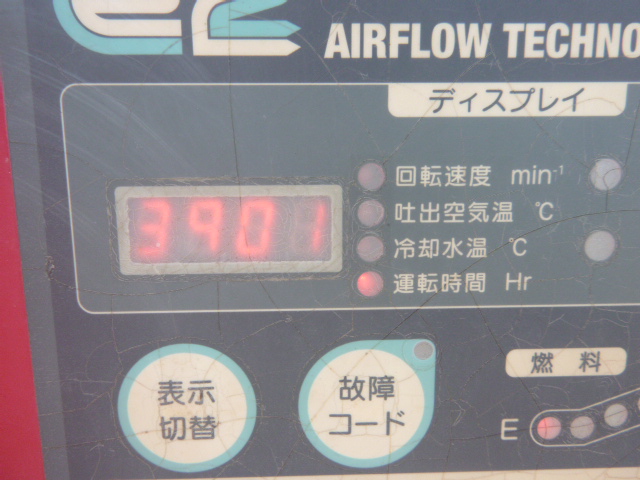 AIRFLOW TECHNO
ディスプレイ
3901
回転速度 min-1
吐出空気温 ℃
冷却水温 ℃
運転時間 Hr
表示
切替
故障
コード
燃料
E